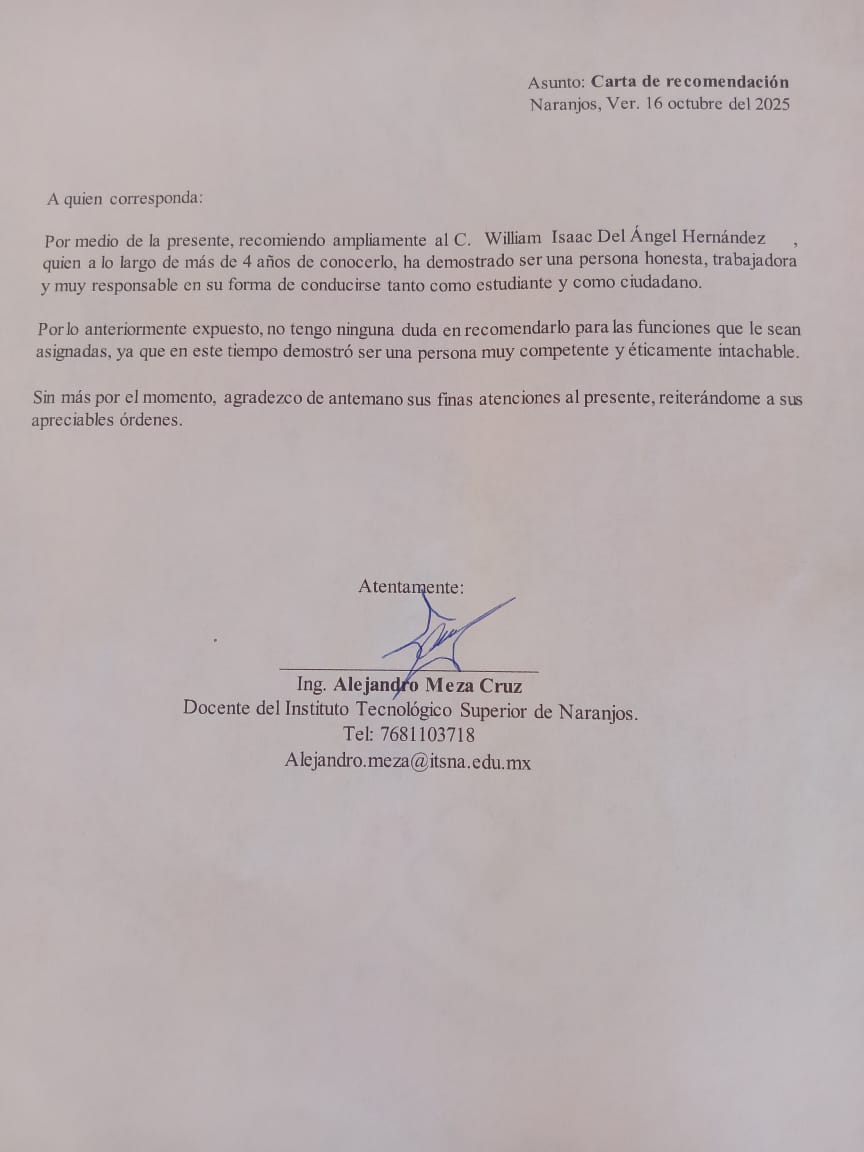 Asunto: Carta de recomendación
Naranjos, Ver. 16 octubre del 2025
A quien corresponda:
Por medio de la presente, recomiendo ampliamente al C. William Isaac Del Ángel Hernández ,
quien a lo largo de más de 4 años de conocerlo, ha demostrado ser una persona honesta, trabajadora
y muy responsable en su forma de conducirse tanto como estudiante y como ciudadano.
Por lo anteriormente expuesto, no tengo ninguna duda en recomendarlo para las funciones que le sean
asignadas, ya que en este tiempo demostró ser una persona muy competente y éticamente intachable.
Sin más por el momento, agradezco de antemano sus finas atenciones al presente, reiterándome a sus
apreciables órdenes.
Atentamente:
Ing. Alejandro Meza Cruz
Docente del Instituto Tecnológico Superior de Naranjos.
Tel: 7681103718
Alejandro.meza@itsna.edu.mx